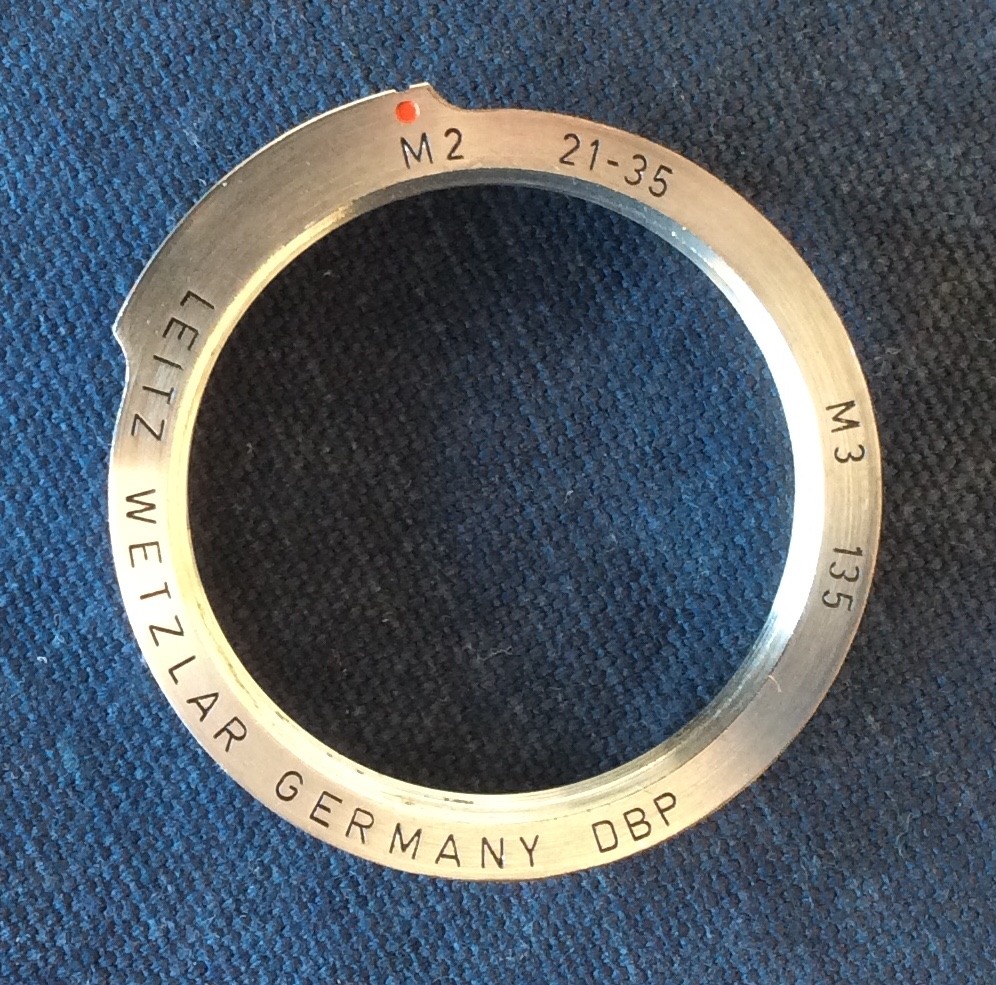 M2 21-35
M3 135
LEITZ WETZLAR GERMANY DBP